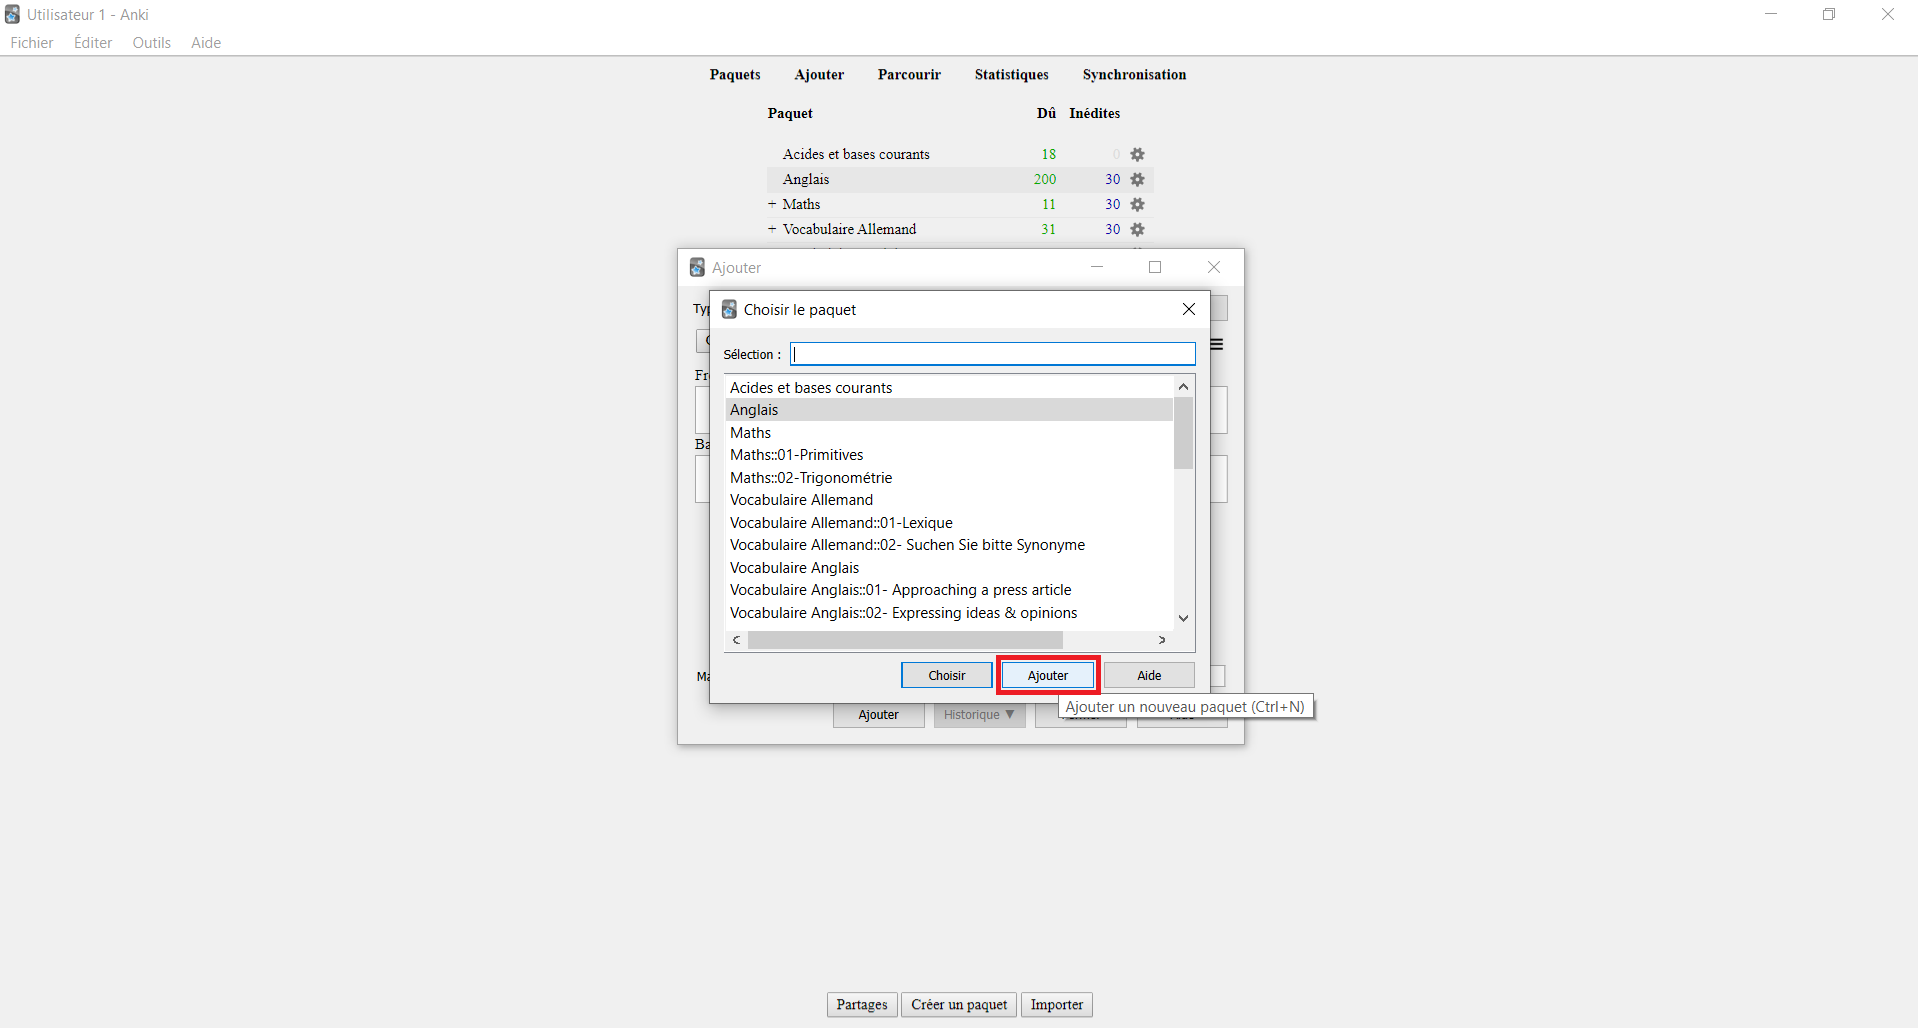 Utilisateur 1 - Anki
Fichier Éditer Outils Aide
Paquets Ajouter Parcourir Statistiques Synchronisation
Paquet Dû Inédites
Acides et bases courants 18 0
Anglais 200 30
+ Maths 11 30
+ Vocabulaire Allemand 31 30
Ajouter
Choisir le paquet
Sélection :
Acides et bases courants
Anglais
Maths
Maths::01-Primitives
Maths::02-Trigonométrie
Vocabulaire Allemand
Vocabulaire Allemand::01-Lexique
Vocabulaire Allemand::02- Suchen Sie bitte Synonyme
Vocabulaire Anglais
Vocabulaire Anglais::01- Approaching a press article
Vocabulaire Anglais::02- Expressing ideas & opinions
Choisir Ajouter Aide
Ajouter un nouveau paquet (Ctrl+N)
Ajouter Historique ▼
Partages Créer un paquet Importer